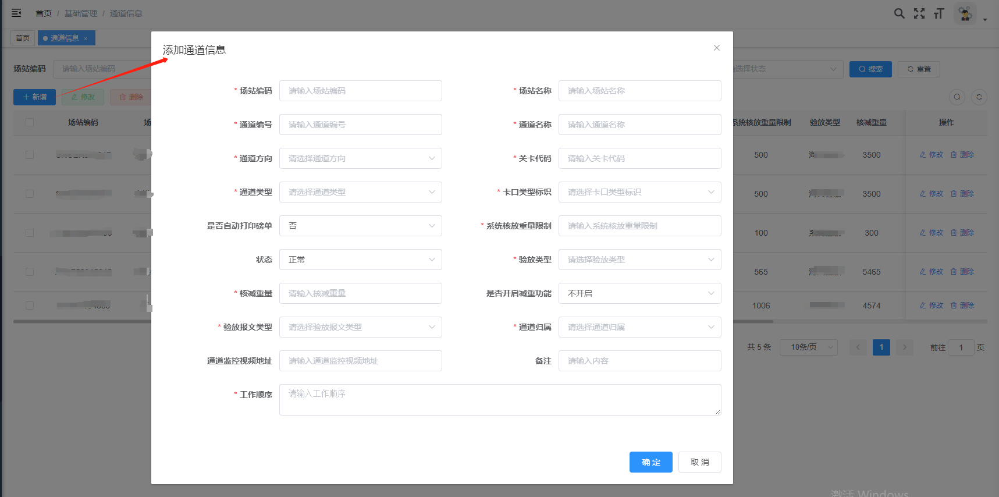 首页 / 基础管理 / 通道信息
首页
通道信息 ×
添加通道信息
场站编码 请输入场站编码
选择状态
搜索
重置
新增
修改
删除
* 场站编码 请输入场站编码
* 场站名称 请输入场站名称
* 通道编号 请输入通道编号
* 通道名称 请输入通道名称
* 通道方向 请选择通道方向
* 关卡代码 请输入关卡代码
* 通道类型 请选择通道类型
* 卡口类型标识 请选择卡口类型标识
是否自动打印磅单 否
* 系统核放重量限制 请输入系统核放重量限制
状态 正常
* 验放类型 请选择验放类型
* 核减重量 请输入核减重量
是否开启减重功能 不开启
* 验放报文类型 请选择验放报文类型
* 通道归属 请选择通道归属
通道监控视频地址 请输入通道监控视频地址
备注 请输入内容
* 工作顺序 请输入工作顺序
确 定
取 消
场站编码 场
系统核放重量限制 验放类型 核减重量 操作
500 3500 修改 删除
500 3500 修改 删除
100 300 修改 删除
565 5465 修改 删除
1006 4574 修改 删除
共 5 条 10条/页 1 前往 1 页
激活 Windows